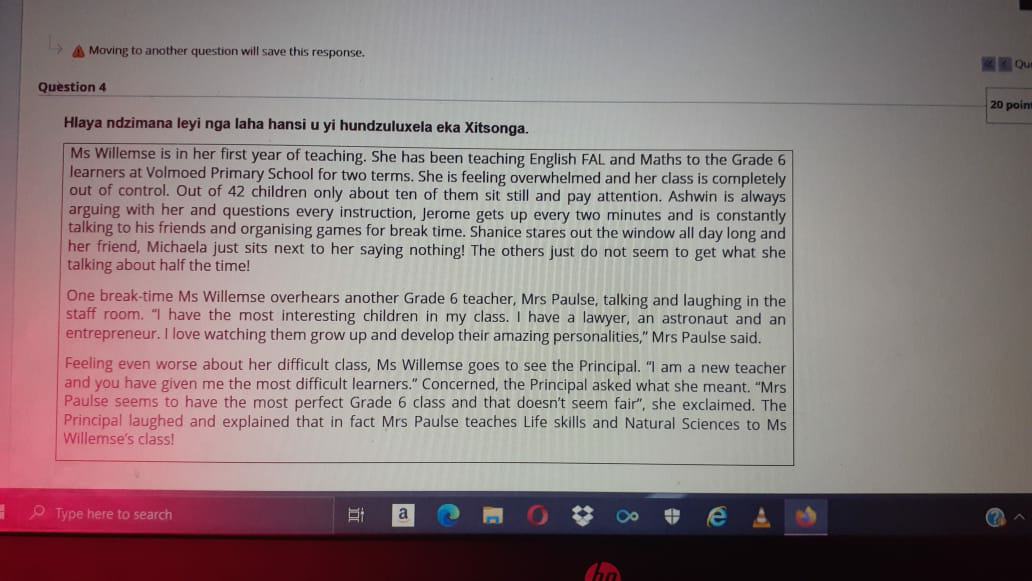 Moving to another question will save this response.
Question 4
20 poin
Hlaya ndzimana leyi nga laha hansi u yi hundzuluxela eka Xitsonga.
Ms Willemse is in her first year of teaching. She has been teaching English FAL and Maths to the Grade 6
learners at Volmoed Primary School for two terms. She is feeling overwhelmed and her class is completely
out of control. Out of 42 children only about ten of them sit still and pay attention. Ashwin is always
arguing with her and questions every instruction, Jerome gets up every two minutes and is constantly
talking to his friends and organising games for break time. Shanice stares out the window all day long and
her friend, Michaela just sits next to her saying nothing! The others just do not seem to get what she
talking about half the time!
One break-time Ms Willemse overhears another Grade 6 teacher, Mrs Paulse, talking and laughing in the
staff room. “I have the most interesting children in my class. I have a lawyer, an astronaut and an
entrepreneur. I love watching them grow up and develop their amazing personalities,” Mrs Paulse said.
Feeling even worse about her difficult class, Ms Willemse goes to see the Principal. “I am a new teacher
and you have given me the most difficult learners.” Concerned, the Principal asked what she meant. “Mrs
Paulse seems to have the most perfect Grade 6 class and that doesn’t seem fair”, she exclaimed. The
Principal laughed and explained that in fact Mrs Paulse teaches Life skills and Natural Sciences to Ms
Willemse’s class!
Type here to search
hp